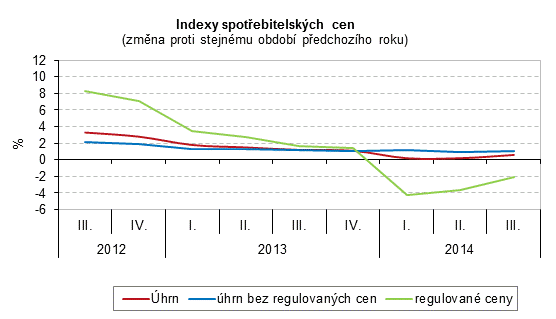 Indexy spotřebitelských cen
(změna proti stejnému období předchozího roku)
12
10
8
6
4
2
0
-2
-4
-6
%
III. IV. I. II. III. IV. I. II. III.
2012 2013 2014
Úhrn úhrn bez regulovaných cen regulované ceny